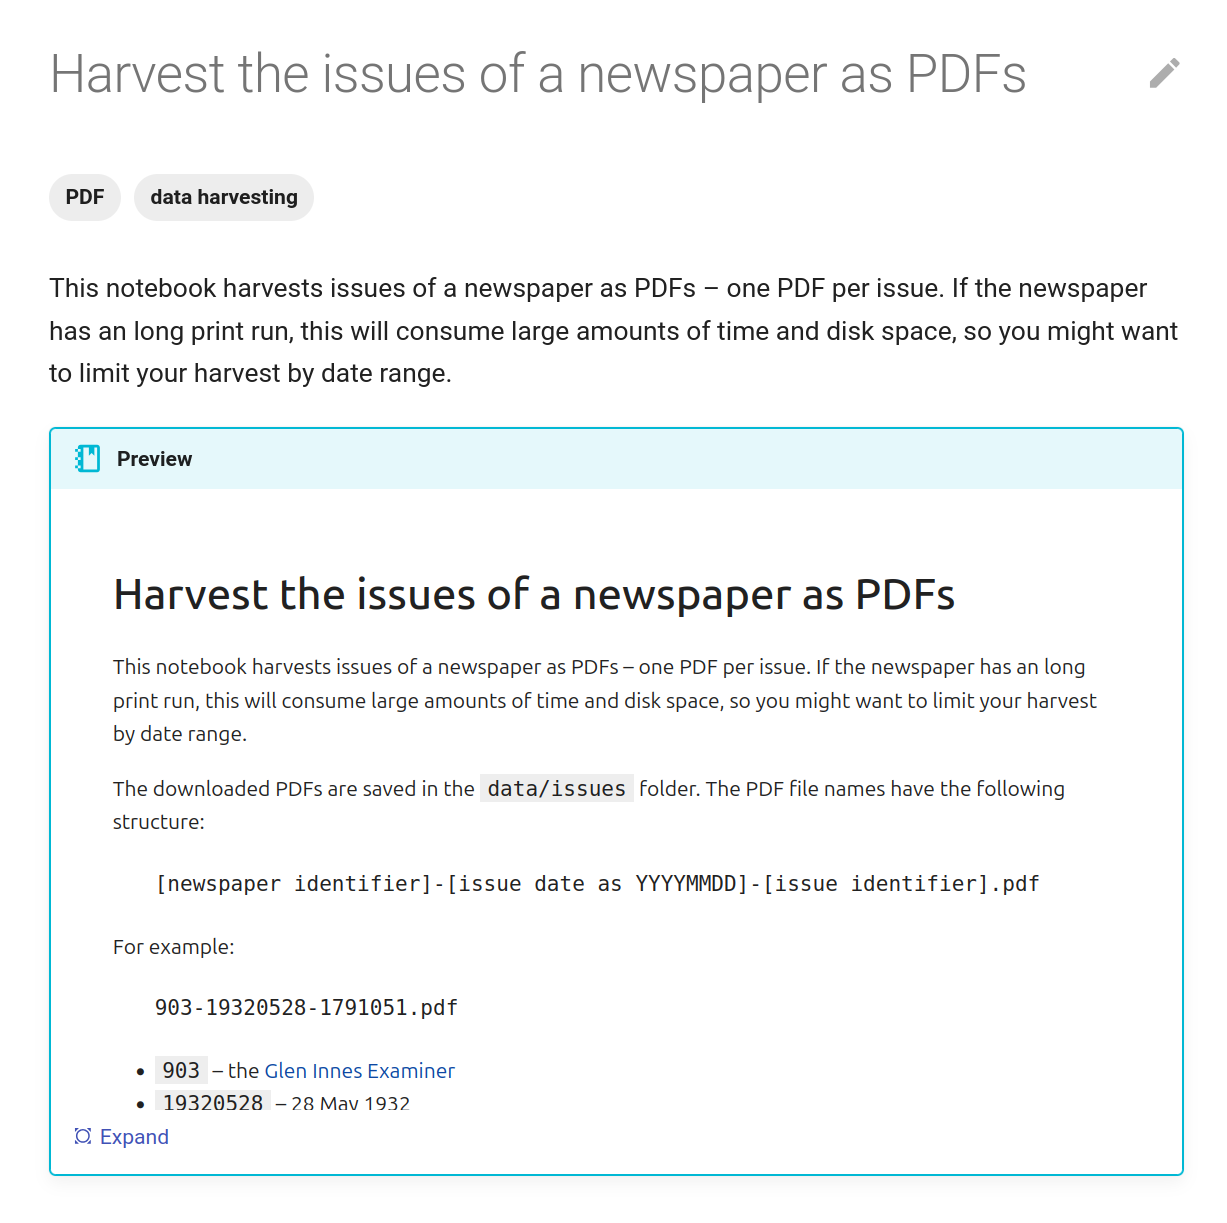 Harvest the issues of a newspaper as PDFs
PDF data harvesting
This notebook harvests issues of a newspaper as PDFs – one PDF per issue. If the newspaper
has an long print run, this will consume large amounts of time and disk space, so you might want
to limit your harvest by date range.
Preview
Harvest the issues of a newspaper as PDFs
This notebook harvests issues of a newspaper as PDFs – one PDF per issue. If the newspaper has an long
print run, this will consume large amounts of time and disk space, so you might want to limit your harvest
by date range.
The downloaded PDFs are saved in the data/issues folder. The PDF file names have the following
structure:
[newspaper identifier]-[issue date as YYYYMMDD]-[issue identifier].pdf
For example:
903-19320528-1791051.pdf
• 903 – the Glen Innes Examiner
• 19320528 – 28 May 1932
Expand